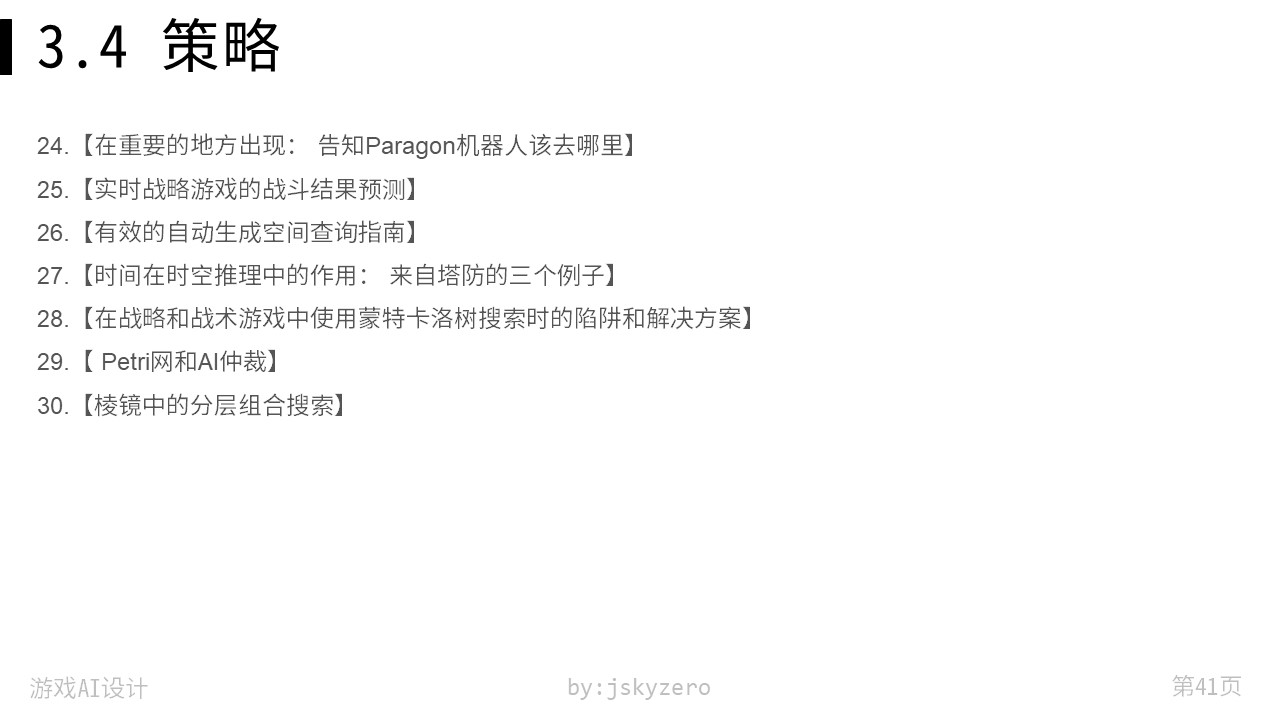 3.4 策略
24.【在重要的地方出现： 告知Paragon机器人该去哪里】
25.【实时战略游戏的战斗结果预测】
26.【有效的自动生成空间查询指南】
27.【时间在时空推理中的作用： 来自塔防的三个例子】
28.【在战略和战术游戏中使用蒙特卡洛树搜索时的陷阱和解决方案】
29.【 Petri网和AI仲裁】
30.【棱镜中的分层组合搜索】
游戏AI设计
by:jskyzero
第41页